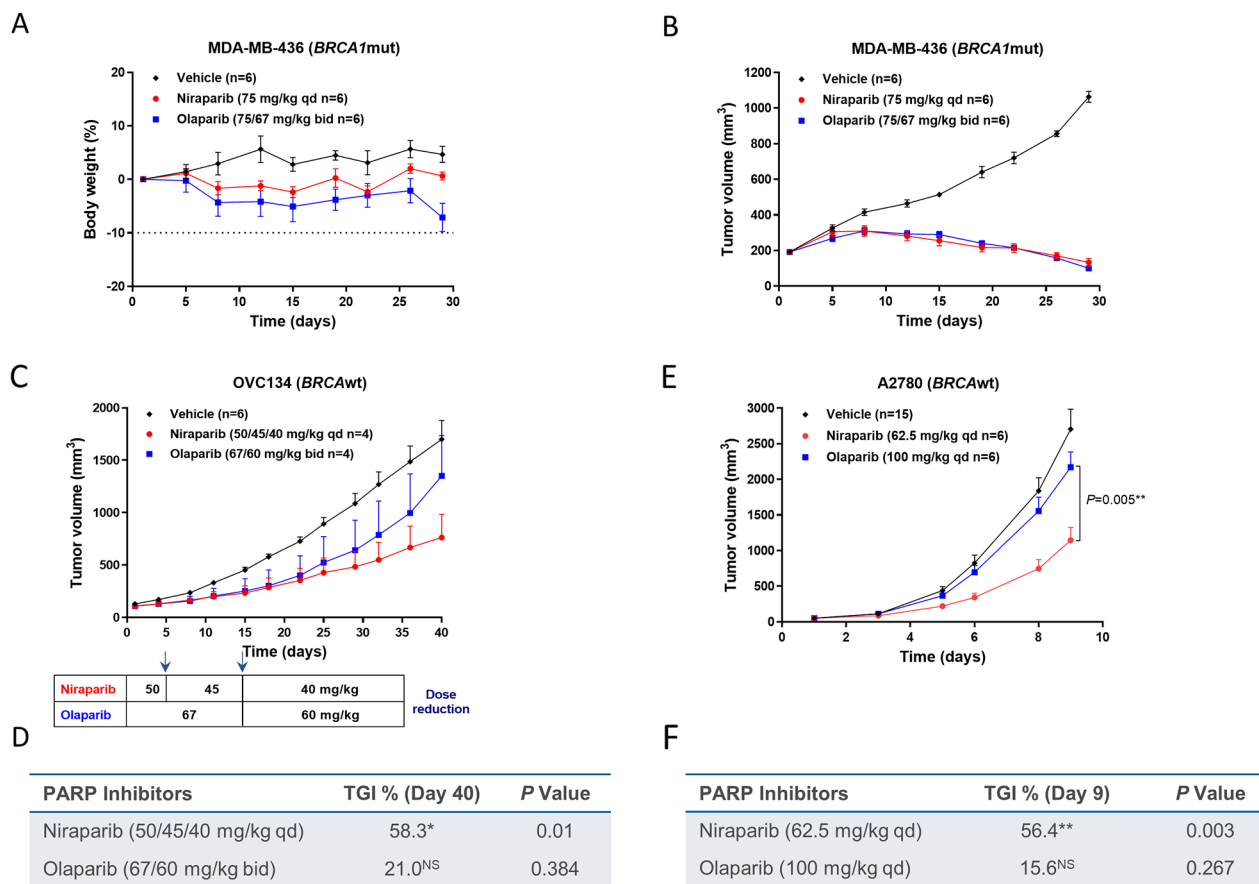 A
MDA-MB-436 (BRCA1mut)
Vehicle (n=6)
Niraparib (75 mg/kg qd n=6)
Olaparib (75/67 mg/kg bid n=6)
Body weight (%)
20
10
0
-10
-20
0 5 10 15 20 25 30
Time (days)
B
MDA-MB-436 (BRCA1mut)
Vehicle (n=6)
Niraparib (75 mg/kg qd n=6)
Olaparib (75/67 mg/kg bid n=6)
Tumor volume (mm³)
1200
1000
800
600
400
200
0
0 5 10 15 20 25 30
Time (days)
C
OVC134 (BRCAwt)
Vehicle (n=6)
Niraparib (50/45/40 mg/kg qd n=4)
Olaparib (67/60 mg/kg bid n=4)
Tumor volume (mm³)
2000
1500
1000
500
0
0 5 10 15 20 25 30 35 40
Time (days)
Niraparib 50 45 40 mg/kg
Olaparib 67 60 mg/kg
Dose
reduction
E
A2780 (BRCAwt)
Vehicle (n=15)
Niraparib (62.5 mg/kg qd n=6)
Olaparib (100 mg/kg qd n=6)
Tumor volume (mm³)
3000
2500
2000
1500
1000
500
0
P=0.005**
0 2 4 6 8 10
Time (days)
D
PARP Inhibitors TGI % (Day 40) P Value
Niraparib (50/45/40 mg/kg qd) 58.3* 0.01
Olaparib (67/60 mg/kg bid) 21.0NS 0.384
F
PARP Inhibitors TGI % (Day 9) P Value
Niraparib (62.5 mg/kg qd) 56.4** 0.003
Olaparib (100 mg/kg qd) 15.6NS 0.267